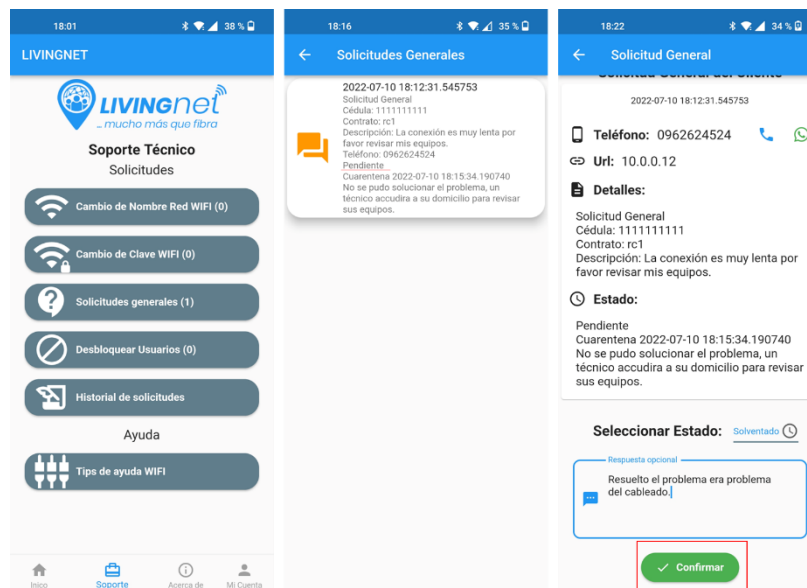 18:01
38 %
LIVINGNET
LIVINGnet
_ mucho más que fibra
Soporte Técnico
Solicitudes
Cambio de Nombre Red WIFI (0)
Cambio de Clave WIFI (0)
Solicitudes generales (1)
Desbloquear Usuarios (0)
Historial de solicitudes
Ayuda
Tips de ayuda WIFI
Inico
Soporte
Acerca de
Mi Cuenta
18:16
35 %
Solicitudes Generales
2022-07-10 18:12:31.545753
Solicitud General
Cédula: 1111111111
Contrato: rc1
Descripción: La conexión es muy lenta por
favor revisar mis equipos.
Teléfono: 0962624524
Pendiente
Cuarentena 2022-07-10 18:15:34.190740
No se pudo solucionar el problema, un
técnico accudira a su domicilio para revisar
sus equipos.
18:22
34 %
Solicitud General
Solicitud General del Cliente
2022-07-10 18:12:31.545753
Teléfono: 0962624524
Url: 10.0.0.12
Detalles:
Solicitud General
Cédula: 1111111111
Contrato: rc1
Descripción: La conexión es muy lenta por
favor revisar mis equipos.
Estado:
Pendiente
Cuarentena 2022-07-10 18:15:34.190740
No se pudo solucionar el problema, un
técnico accudira a su domicilio para revisar
sus equipos.
Seleccionar Estado: Solventado
Respuesta opcional
Resuelto el problema era problema
del cableado.
Confirmar